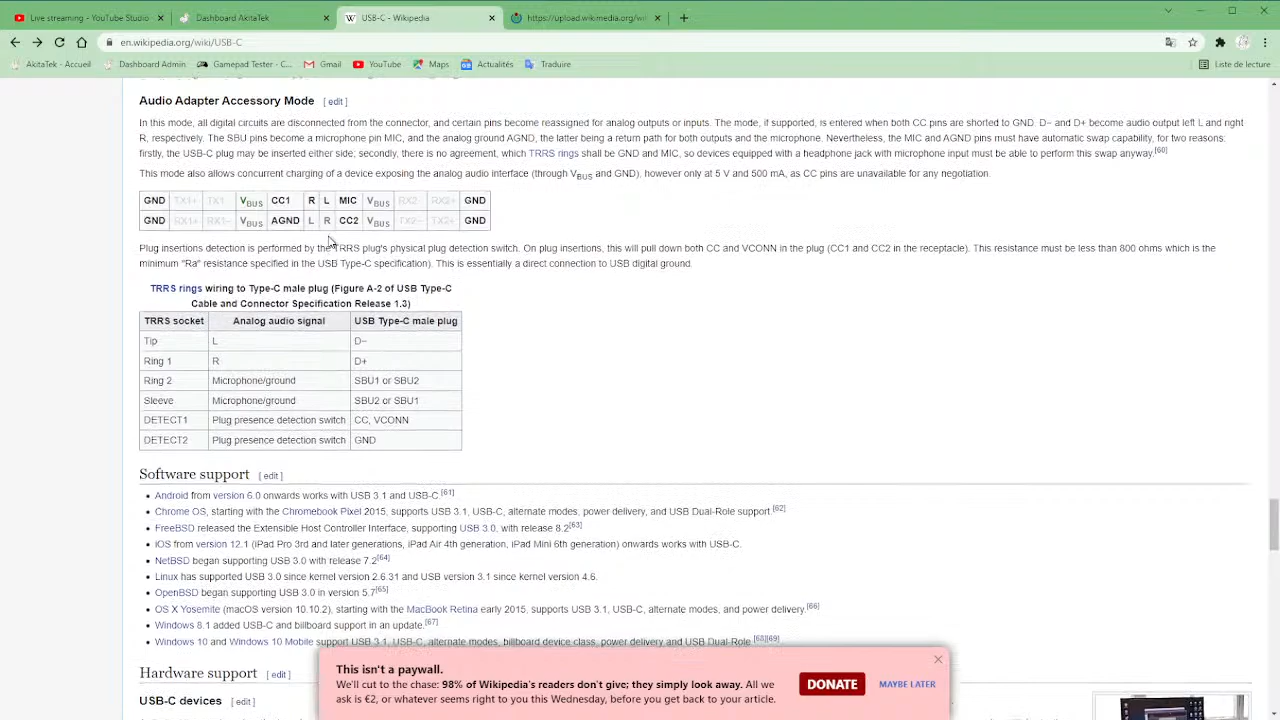 Live streaming - YouTube Studio
Dashboard AkitaTek
USB-C - Wikipedia
https://upload.wikimedia.org/wi
en.wikipedia.org/wiki/USB-C
AkitaTek - Accueil
Dashboard Admin
Gamepad Tester - C...
Gmail
YouTube
Maps
Actualités
Traduire
Liste de lecture
Audio Adapter Accessory Mode [ edit ]
In this mode, all digital circuits are disconnected from the connector, and certain pins become reassigned for analog outputs or inputs. The mode, if supported, is entered when both CC pins are shorted to GND. D− and D+ become audio output left L and right
R, respectively. The SBU pins become a microphone pin MIC, and the analog ground AGND, the latter being a return path for both outputs and the microphone. Nevertheless, the MIC and AGND pins must have automatic swap capability, for two reasons:
firstly, the USB-C plug may be inserted either side; secondly, there is no agreement, which TRRS rings shall be GND and MIC, so devices equipped with a headphone jack with microphone input must be able to perform this swap anyway.[60]
This mode also allows concurrent charging of a device exposing the analog audio interface (through VBUS and GND), however only at 5 V and 500 mA, as CC pins are unavailable for any negotiation.
GND TX1+ TX1− VBUS CC1 R L MIC VBUS RX2− RX2+ GND
GND RX1+ RX1− VBUS AGND L R CC2 VBUS TX2− TX2+ GND
Plug insertions detection is performed by the TRRS plug's physical plug detection switch. On plug insertions, this will pull down both CC and VCONN in the plug (CC1 and CC2 in the receptacle). This resistance must be less than 800 ohms which is the
minimum "Ra" resistance specified in the USB Type-C specification). This is essentially a direct connection to USB digital ground.
TRRS rings wiring to Type-C male plug (Figure A-2 of USB Type-C
Cable and Connector Specification Release 1.3)
TRRS socket Analog audio signal USB Type-C male plug
Tip L D−
Ring 1 R D+
Ring 2 Microphone/ground SBU1 or SBU2
Sleeve Microphone/ground SBU2 or SBU1
DETECT1 Plug presence detection switch CC, VCONN
DETECT2 Plug presence detection switch GND
Software support [ edit ]
• Android from version 6.0 onwards works with USB 3.1 and USB-C.[61]
• Chrome OS, starting with the Chromebook Pixel 2015, supports USB 3.1, USB-C, alternate modes, power delivery, and USB Dual-Role support.[62]
• FreeBSD released the Extensible Host Controller Interface, supporting USB 3.0, with release 8.2[63]
• iOS from version 12.1 (iPad Pro 3rd and later generations, iPad Air 4th generation, iPad Mini 6th generation) onwards works with USB-C.
• NetBSD began supporting USB 3.0 with release 7.2[64]
• Linux has supported USB 3.0 since kernel version 2.6.31 and USB version 3.1 since kernel version 4.6.
• OpenBSD began supporting USB 3.0 in version 5.7[65]
• OS X Yosemite (macOS version 10.10.2), starting with the MacBook Retina early 2015, supports USB 3.1, USB-C, alternate modes, and power delivery.[66]
• Windows 8.1 added USB-C and billboard support in an update.[67]
• Windows 10 and Windows 10 Mobile support USB 3.1, USB-C, alternate modes, billboard device class, power delivery and USB Dual-Role.[68][69]
Hardware support [ edit ]
USB-C devices [ edit ]
This isn't a paywall.
We'll cut to the chase: 98% of Wikipedia's readers don't give; they simply look away. All we
ask is €2, or whatever seems right to you this Wednesday, before you get back to your article.
DONATE
MAYBE LATER